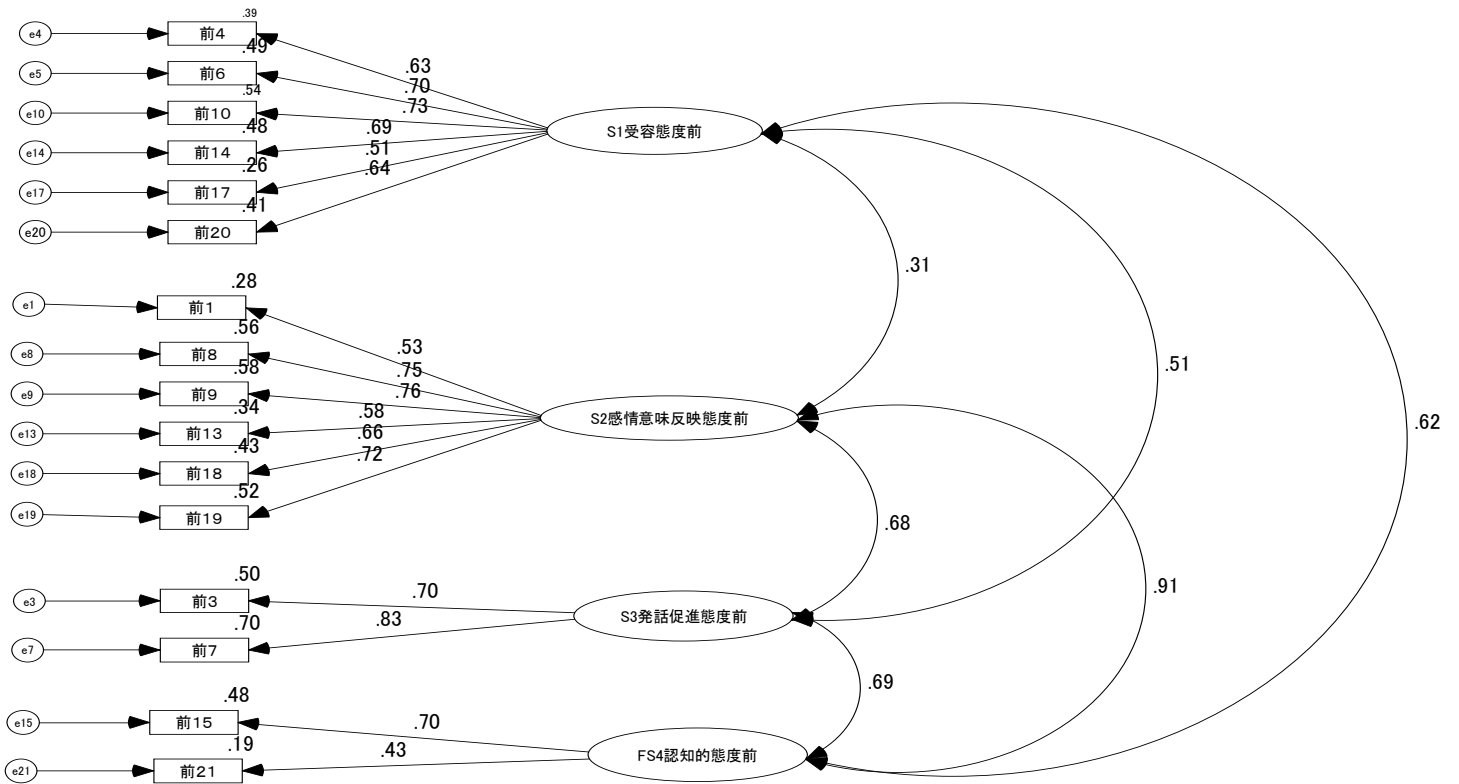 .39
e4
前4
.49
.63
e5
前6
.70
.54
.73
e10
前10
.48
.69
S1受容態度前
e14
前14
.51
.26
.64
e17
前17
.41
e20
前20
.31
.28
e1
前1
.56
.53
e8
前8
.75
.58
.76
.51
e9
前9
.34
.58
S2感情意味反映態度前
.62
e13
前13
.66
.43
.72
e18
前18
.52
e19
前19
.68
.50
.70
.91
e3
前3
S3発話促進態度前
.70
.83
e7
前7
.69
.48
.70
e15
前15
.19
.43
FS4認知的態度前
e21
前21